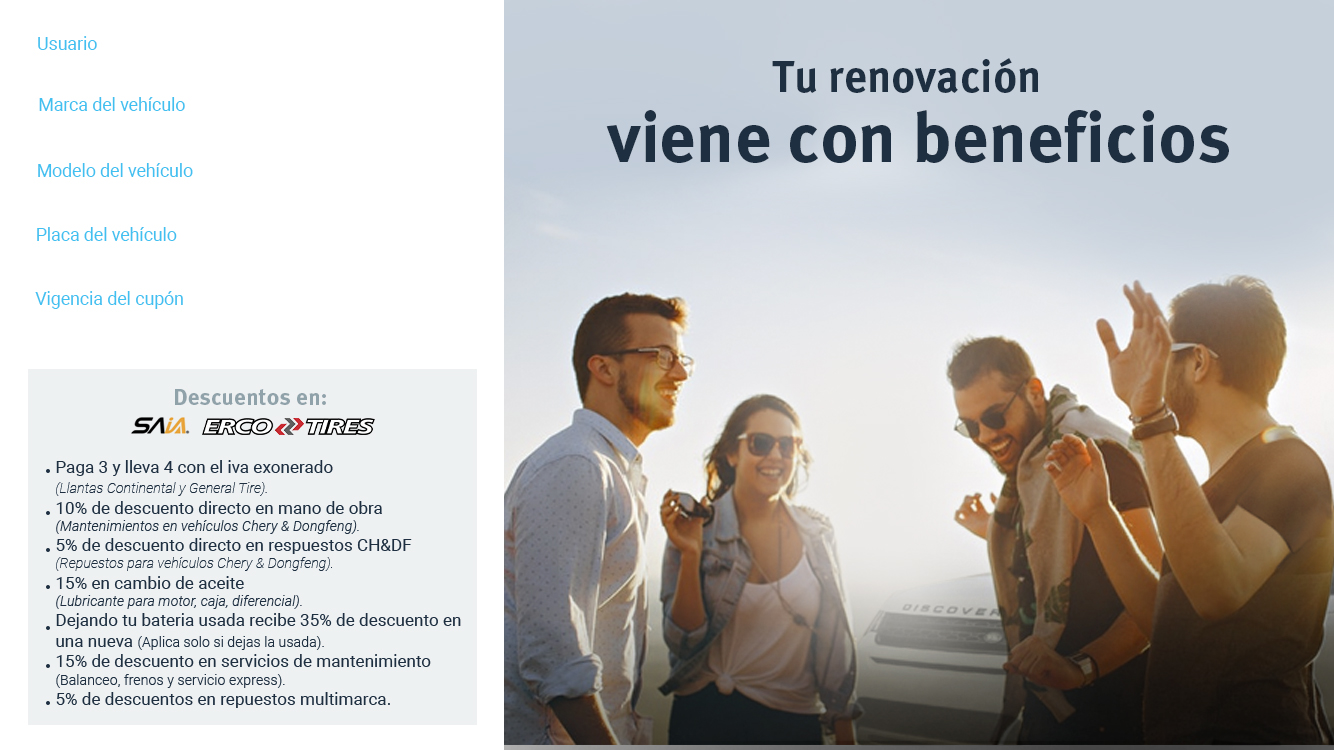 Usuario
Marca del vehículo
Modelo del vehículo
Placa del vehículo
Vigencia del cupón
Descuentos en:
SAiA. ERCO TIRES
• Paga 3 y lleva 4 con el iva exonerado
(Llantas Continental y General Tire).
• 10% de descuento directo en mano de obra
(Mantenimientos en vehículos Chery & Dongfeng).
• 5% de descuento directo en respuestos CH&DF
(Repuestos para vehículos Chery & Dongfeng).
• 15% en cambio de aceite
(Lubricante para motor, caja, diferencial).
• Dejando tu bateria usada recibe 35% de descuento en
una nueva (Aplica solo si dejas la usada).
• 15% de descuento en servicios de mantenimiento
(Balanceo, frenos y servicio express).
• 5% de descuentos en repuestos multimarca.
Tu renovación
viene con beneficios
DISCOVER